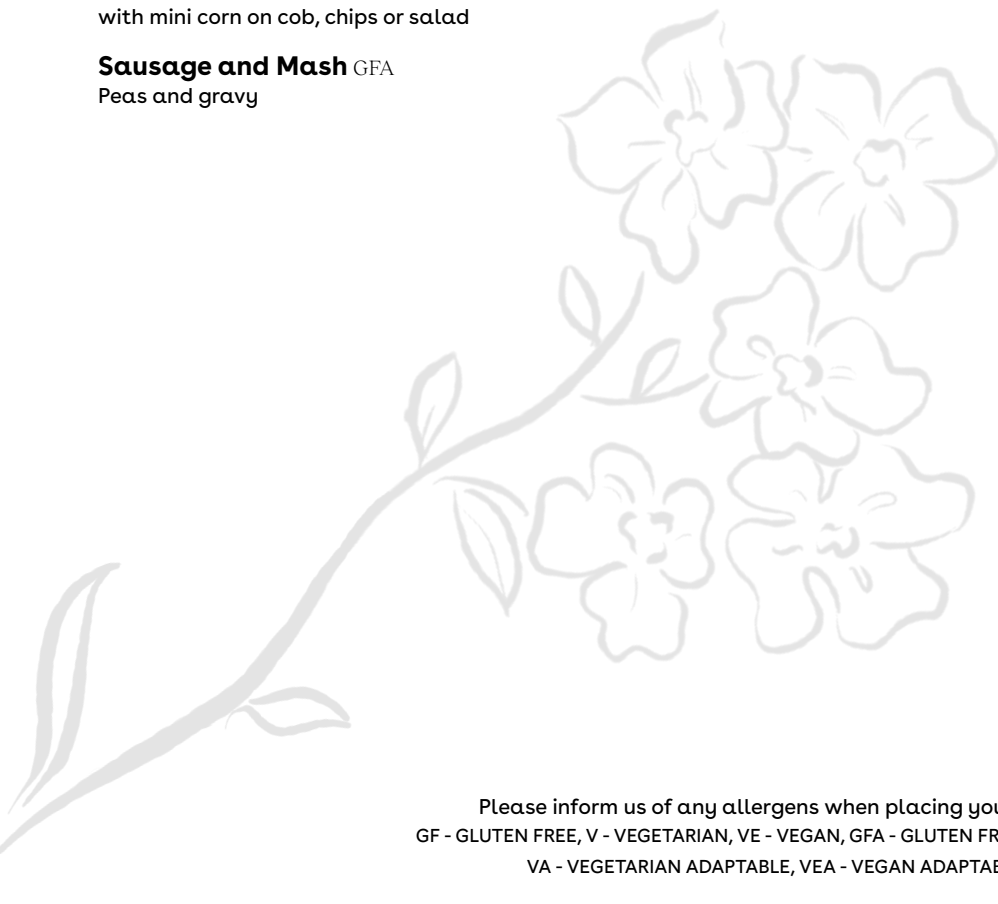 with mini corn on cob, chips or salad
Sausage and Mash GFA
Peas and gravy
Please inform us of any allergens when placing
GF - GLUTEN FREE, V - VEGETARIAN, VE - VEGAN, GFA - GLUTEN
VA - VEGETARIAN ADAPTABLE, VEA - VEGAN